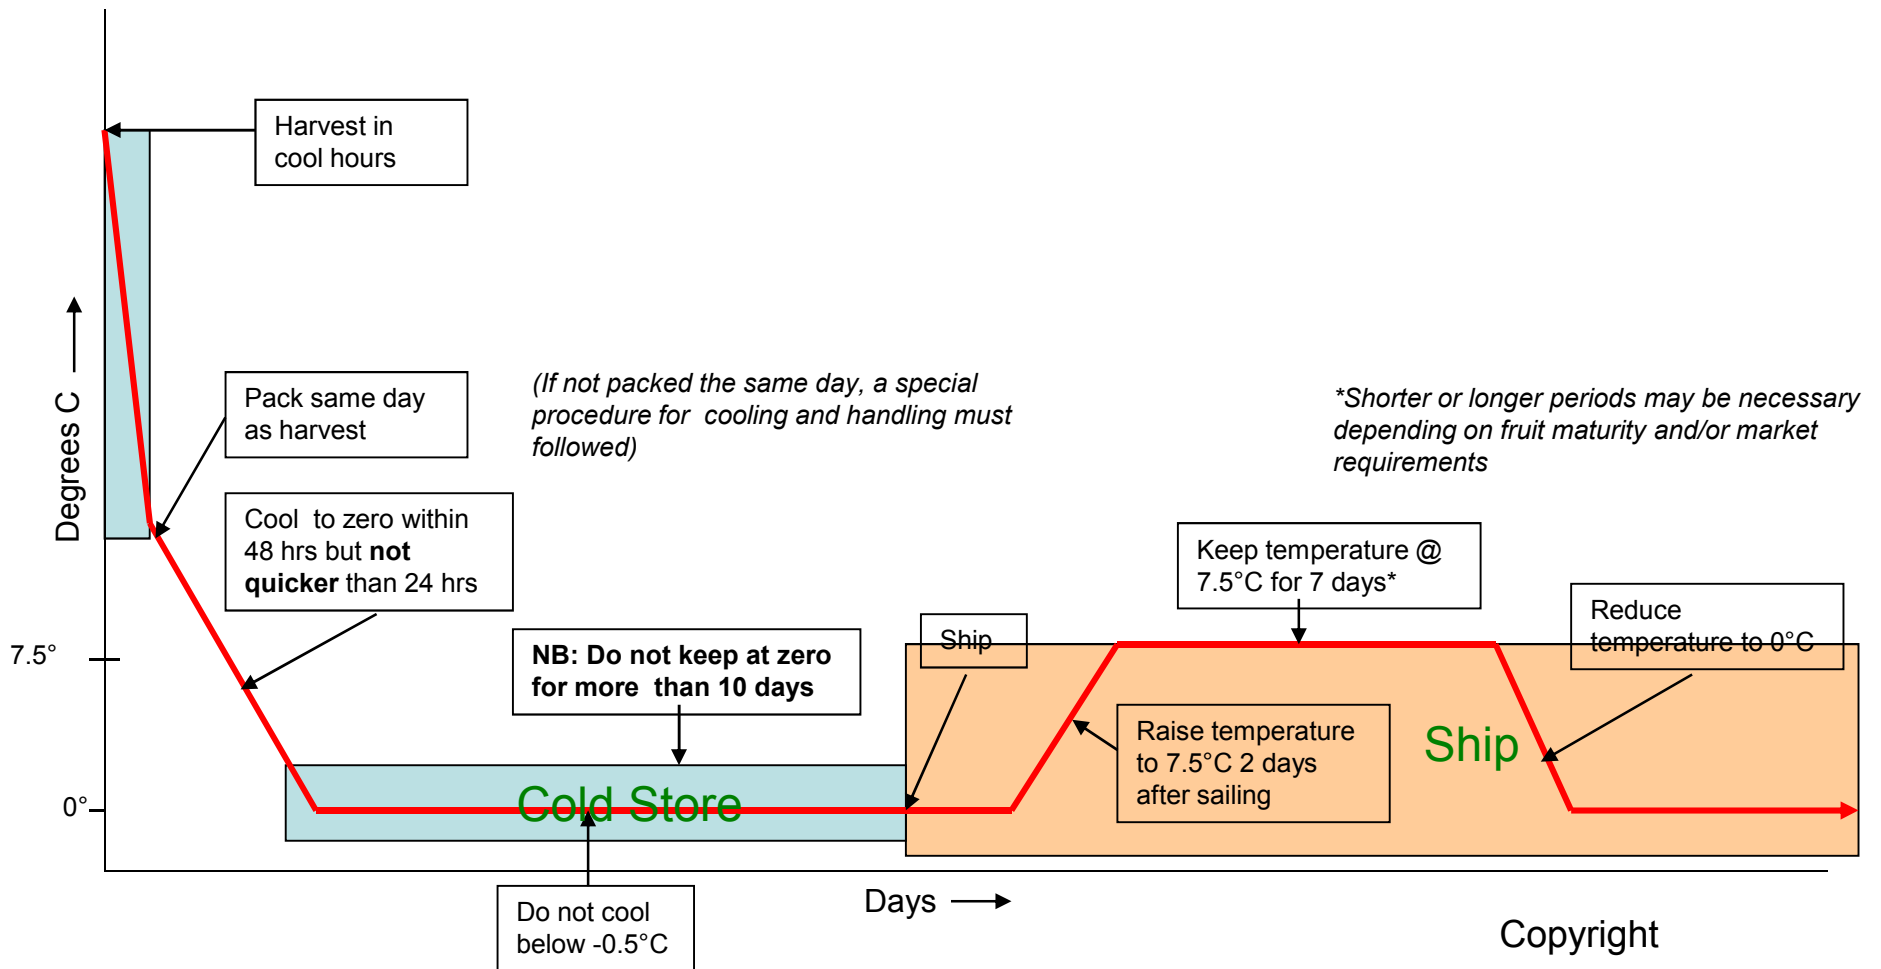 Harvest in
cool hours
Degrees C
Pack same day
as harvest
(If not packed the same day, a special
procedure for  cooling and handling must
followed)
*Shorter or longer periods may be necessary
depending on fruit maturity and/or market
requirements
Cool  to zero within
48 hrs but not
quicker than 24 hrs
Keep temperature @
7.5°C for 7 days*
Reduce
temperature to 0°C
Ship
NB: Do not keep at zero
for more  than 10 days
7.5°
Raise temperature
to 7.5°C 2 days
after sailing
Ship
0°
Cold Store
Do not cool
below -0.5°C
Days
Copyright